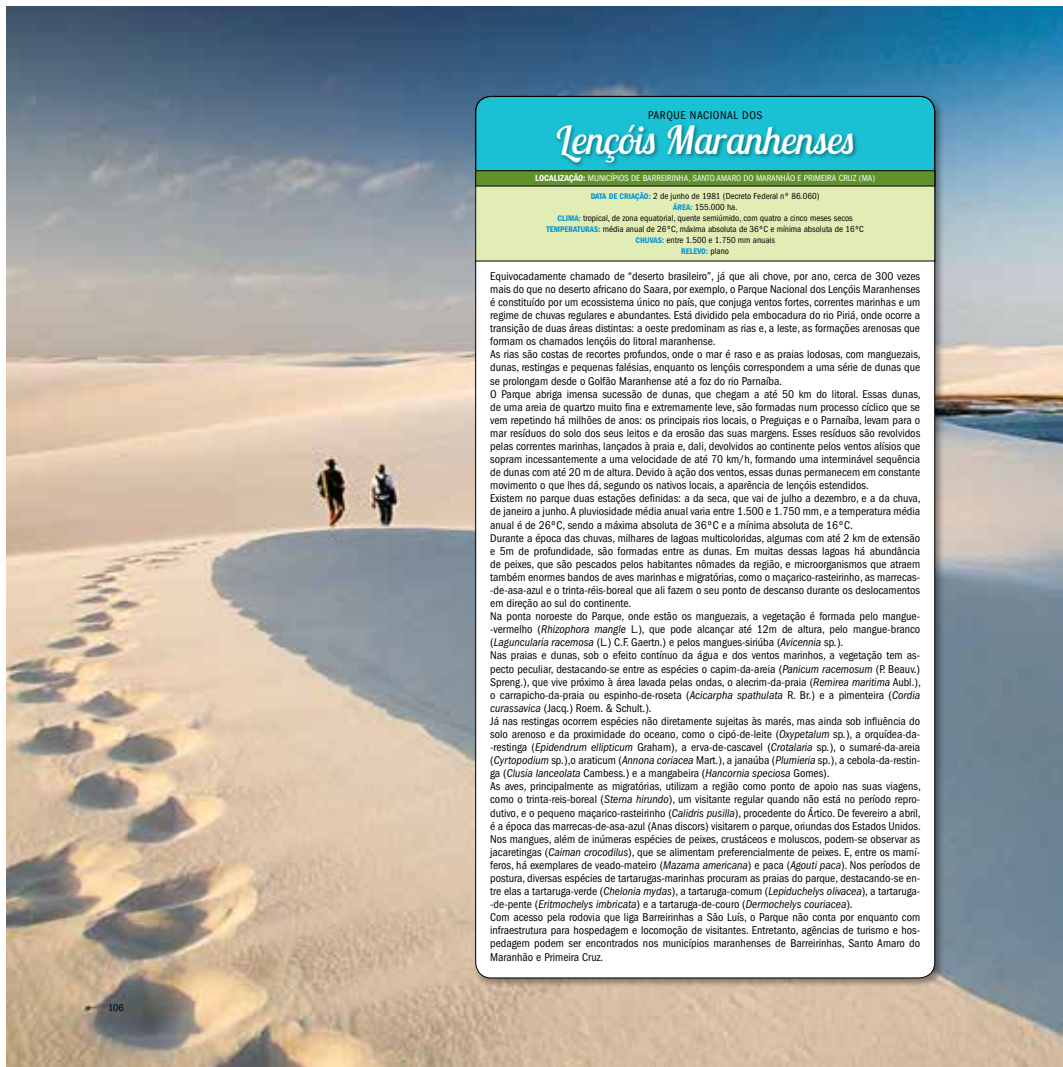 PARQUE NACIONAL DOS
Lençóis Maranhenses
LOCALIZAÇÃO: MUNICÍPIOS DE BARREIRINHA, SANTO AMARO DO MARANHÃO E PRIMEIRA CRUZ (MA)
DATA DE CRIAÇÃO: 2 de junho de 1981 (Decreto Federal n° 86.060)
ÁREA: 155.000 ha.
CLIMA: tropical, de zona equatorial, quente semiúmido, com quatro a cinco meses secos
TEMPERATURAS: média anual de 26°C, máxima absoluta de 36°C e mínima absoluta de 16°C
CHUVAS: entre 1.500 e 1.750 mm anuais
RELEVO: plano
Equivocadamente chamado de “deserto brasileiro”, já que ali chove, por ano, cerca de 300 vezes
mais do que no deserto africano do Saara, por exemplo, o Parque Nacional dos Lençóis Maranhenses
é constituído por um ecossistema único no país, que conjuga ventos fortes, correntes marinhas e um
regime de chuvas regulares e abundantes. Está dividido pela embocadura do rio Piriá, onde ocorre a
transição de duas áreas distintas: a oeste predominam as rias e, a leste, as formações arenosas que
formam os chamados lençóis do litoral maranhense.
As rias são costas de recortes profundos, onde o mar é raso e as praias lodosas, com manguezais,
dunas, restingas e pequenas falésias, enquanto os lençóis correspondem a uma série de dunas que
se prolongam desde o Golfão Maranhense até a foz do rio Parnaíba.
O Parque abriga imensa sucessão de dunas, que chegam a até 50 km do litoral. Essas dunas,
de uma areia de quartzo muito fina e extremamente leve, são formadas num processo cíclico que se
vem repetindo há milhões de anos: os principais rios locais, o Preguiças e o Parnaíba, levam para o
mar resíduos do solo dos seus leitos e da erosão das suas margens. Esses resíduos são revolvidos
pelas correntes marinhas, lançados à praia e, dali, devolvidos ao continente pelos ventos alísios que
sopram incessantemente a uma velocidade de até 70 km/h, formando uma interminável sequência
de dunas com até 20 m de altura. Devido à ação dos ventos, essas dunas permanecem em constante
movimento o que lhes dá, segundo os nativos locais, a aparência de lençóis estendidos.
Existem no parque duas estações definidas: a da seca, que vai de julho a dezembro, e a da chuva,
de janeiro a junho. A pluviosidade média anual varia entre 1.500 e 1.750 mm, e a temperatura média
anual é de 26°C, sendo a máxima absoluta de 36°C e a mínima absoluta de 16°C.
Durante a época das chuvas, milhares de lagoas multicoloridas, algumas com até 2 km de extensão
e 5m de profundidade, são formadas entre as dunas. Em muitas dessas lagoas há abundância
de peixes, que são pescados pelos habitantes nômades da região, e microorganismos que atraem
também enormes bandos de aves marinhas e migratórias, como o maçarico-rasteirinho, as marrecas-
-de-asa-azul e o trinta-réis-boreal que ali fazem o seu ponto de descanso durante os deslocamentos
em direção ao sul do continente.
Na ponta noroeste do Parque, onde estão os manguezais, a vegetação é formada pelo mangue-
-vermelho (Rhizophora mangle L.), que pode alcançar até 12m de altura, pelo mangue-branco
(Laguncularia racemosa (L.) C.F. Gaertn.) e pelos mangues-siriúba (Avicennia sp.).
Nas praias e dunas, sob o efeito contínuo da água e dos ventos marinhos, a vegetação tem as-
pecto peculiar, destacando-se entre as espécies o capim-da-areia (Panicum racemosum (P. Beauv.)
Spreng.), que vive próximo à área lavada pelas ondas, o alecrim-da-praia (Remirea maritima Aubl.),
o carrapicho-da-praia ou espinho-de-roseta (Acicarpha spathulata R. Br.) e a pimenteira (Cordia
curassavica (Jacq.) Roem. & Schult.).
Já nas restingas ocorrem espécies não diretamente sujeitas às marés, mas ainda sob influência do
solo arenoso e da proximidade do oceano, como o cipó-de-leite (Oxypetalum sp.), a orquídea-da-
-restinga (Epidendrum ellipticum Graham), a erva-de-cascavel (Crotalaria sp.), o sumaré-da-areia
(Cyrtopodium sp.),o araticum (Annona coriacea Mart.), a janaúba (Plumieria sp.), a cebola-da-restin-
ga (Clusia lanceolata Cambess.) e a mangabeira (Hancornia speciosa Gomes).
As aves, principalmente as migratórias, utilizam a região como ponto de apoio nas suas viagens,
como o trinta-reis-boreal (Sterna hirundo), um visitante regular quando não está no período repro-
dutivo, e o pequeno maçarico-rasteirinho (Calidris pusilla), procedente do Ártico. De fevereiro a abril,
é a época das marrecas-de-asa-azul (Anas discors) visitarem o parque, oriundas dos Estados Unidos.
Nos mangues, além de inúmeras espécies de peixes, crustáceos e moluscos, podem-se observar as
jacaretingas (Caiman crocodilus), que se alimentam preferencialmente de peixes. E, entre os mamí-
feros, há exemplares de veado-mateiro (Mazama americana) e paca (Agouti paca). Nos períodos de
postura, diversas espécies de tartarugas-marinhas procuram as praias do parque, destacando-se en-
tre elas a tartaruga-verde (Chelonia mydas), a tartaruga-comum (Lepiduchelys olivacea), a tartaruga-
-de-pente (Eritmochelys imbricata) e a tartaruga-de-couro (Dermochelys couriacea).
Com acesso pela rodovia que liga Barreirinhas a São Luís, o Parque não conta por enquanto com
infraestrutura para hospedagem e locomoção de visitantes. Entretanto, agências de turismo e hos-
pedagem podem ser encontrados nos municípios maranhenses de Barreirinhas, Santo Amaro do
Maranhão e Primeira Cruz.
106